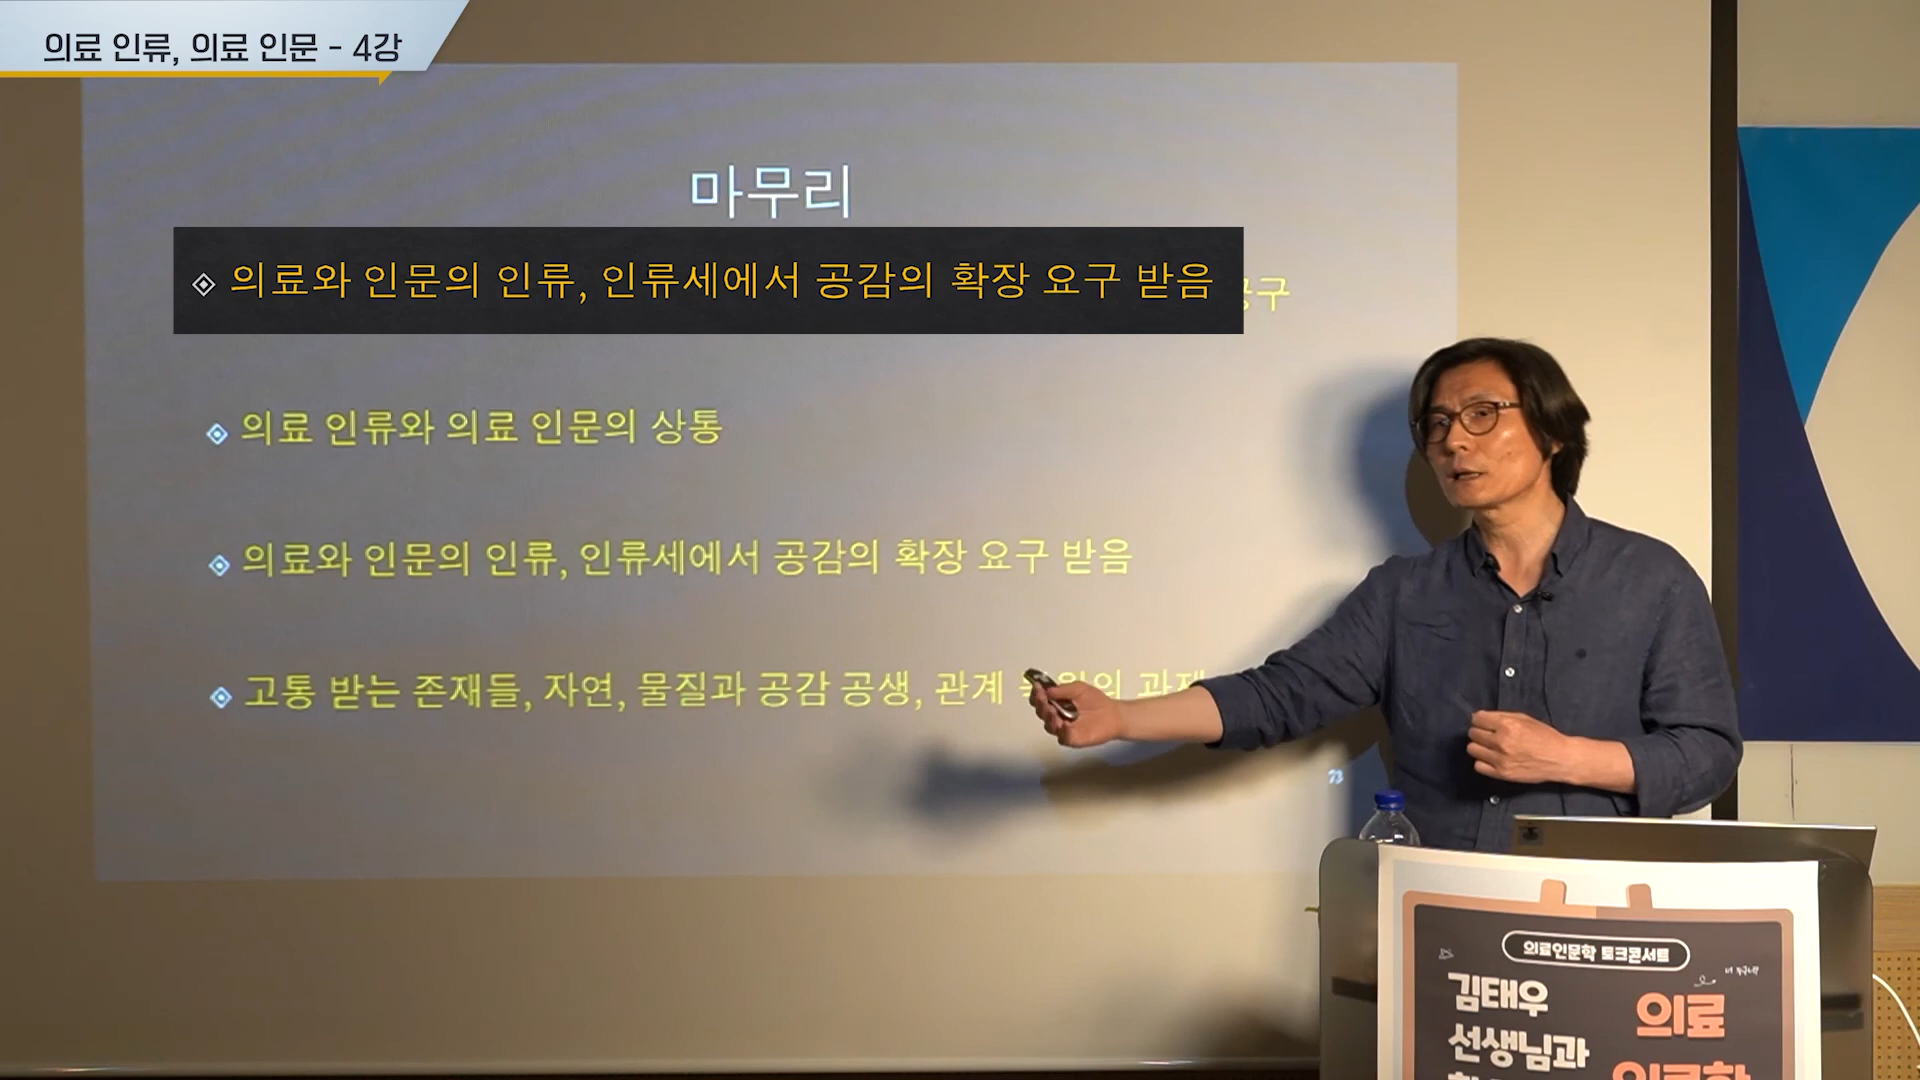 의료 인류, 의료 인문 - 4강
마무리
의료와 인문의 인류, 인류세에서 공감의 확장 요구 받음
의료 인류와 의료 인문의 상통
의료와 인문의 인류, 인류세에서 공감의 확장 요구 받음
고통 받는 존재들, 자연, 물질과 공감 공생, 관계 과제
73
의료인문학 토크콘서트
김태우
선생님과
의료